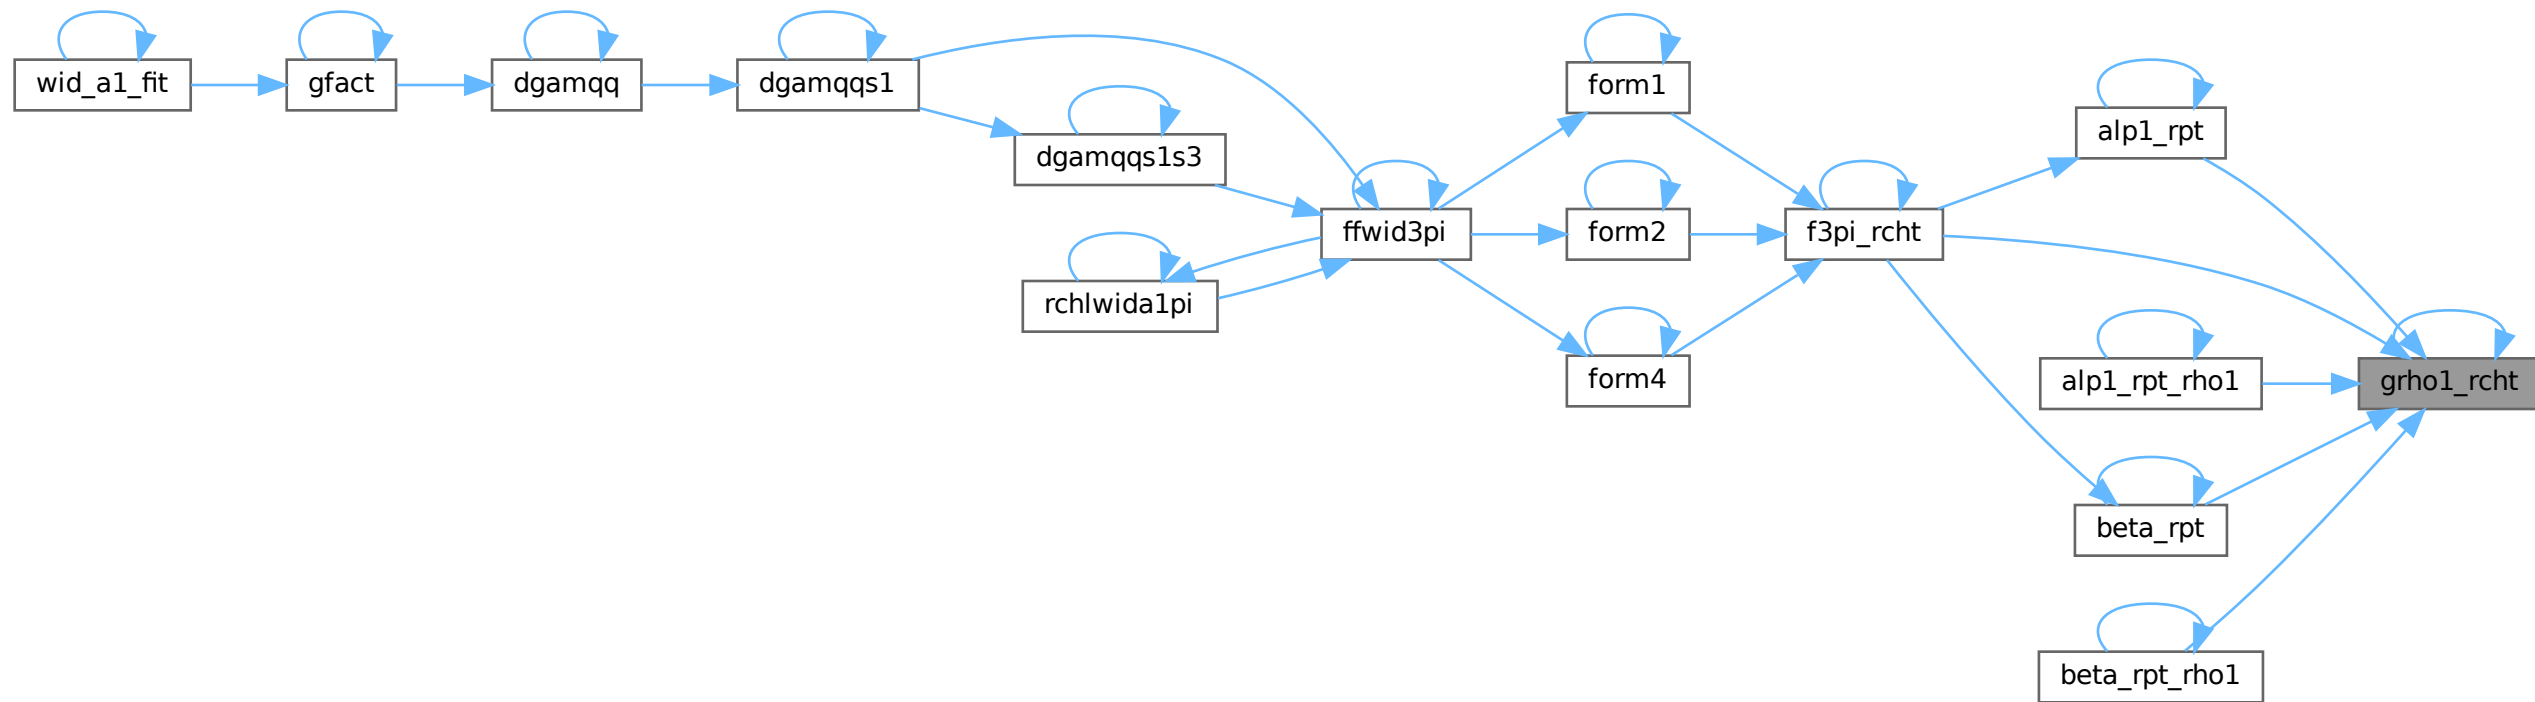 wid_a1_fit
gfact
dgamqq
dgamqqs1
dgamqqs1s3
rchlwida1pi
ffwid3pi
form1
form2
form4
f3pi_rcht
alp1_rpt
alp1_rpt_rho1
beta_rpt
beta_rpt_rho1
grho1_rcht